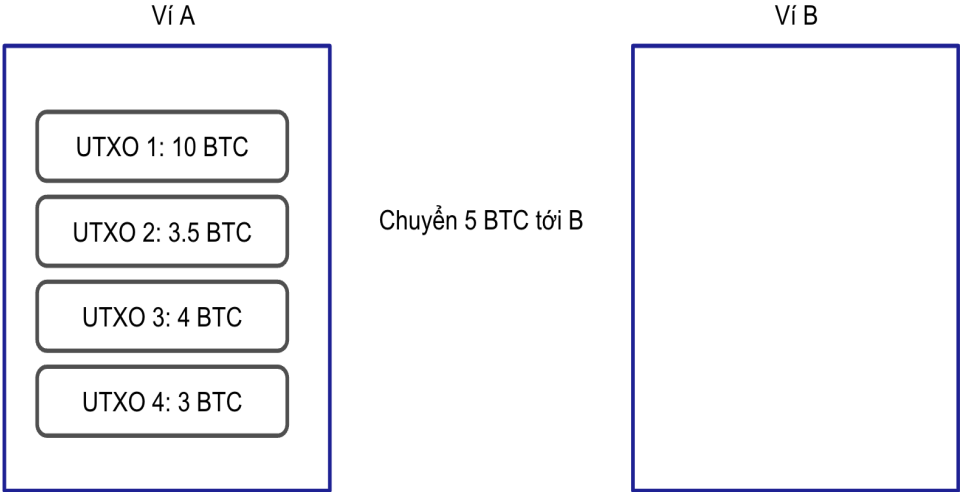 Ví A
Ví B
UTXO 1: 10 BTC
UTXO 2: 3.5 BTC
Chuyển 5 BTC tới B
UTXO 3: 4 BTC
UTXO 4: 3 BTC